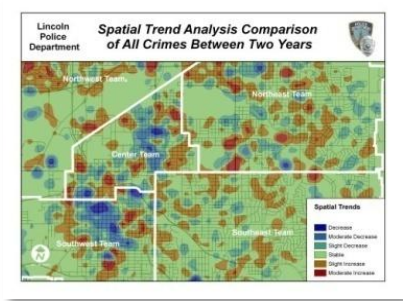 Lincoln
Police
Department
Spatial Trend Analysis Comparison
of All Crimes Between Two Years
Northwest Team
Northeast Team
Center Team
Southwest Team
Southeast Team
Spatial Trends
Decrease
Moderate Decrease
Slight Decrease
Stable
Slight Increase
Moderate Increase